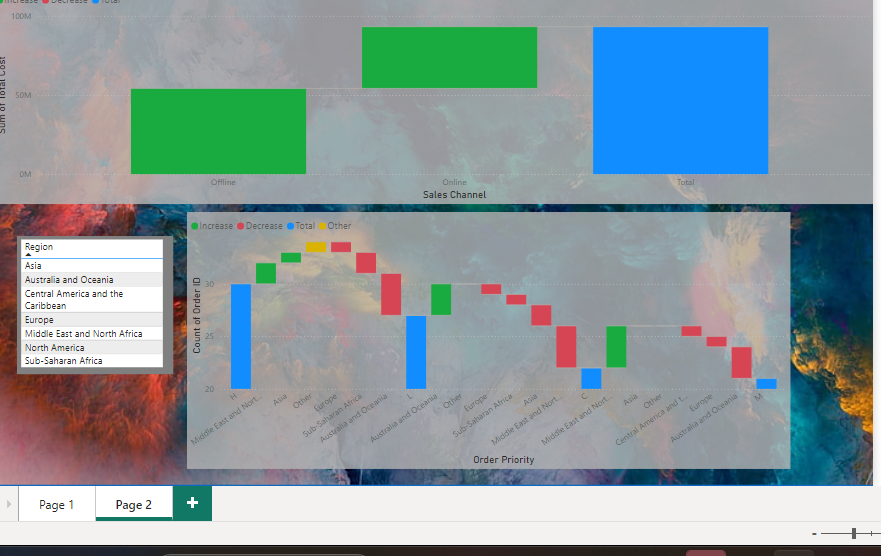 Increase Decrease Total
100M
50M
0M
Sum of Total Cost
Offline Online Total
Sales Channel
Region
Asia
Australia and Oceania
Central America and the
Caribbean
Europe
Middle East and North Africa
North America
Sub-Saharan Africa
Increase Decrease Total Other
30
25
20
Count of Order ID
H...
Middle East and Nort...
Asia
Other
Europe
Sub-Saharan Africa
Australia and Oceania
L...
Australia and Oceania
Other
Europe
Sub-Saharan Africa
Asia
Middle East and Nort...
C...
Middle East and Nort...
Asia
Other
Central America and t...
Europe
Australia and Oceania
M...
Order Priority
Page 1 Page 2 +
-